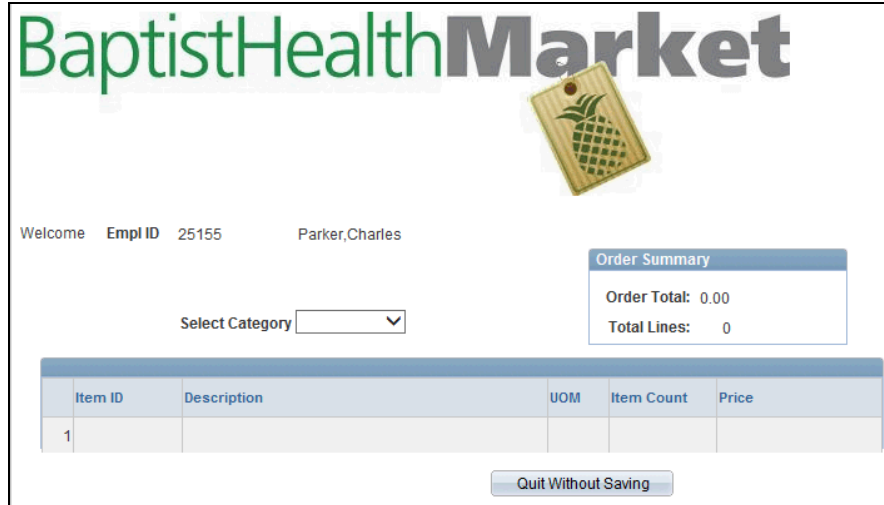 BaptistHealthMarket
Welcome Empl ID 25155 Parker,Charles
Order Summary
Order Total: 0.00
Select Category
Total Lines: 0
Item ID Description UOM Item Count Price
1
Quit Without Saving